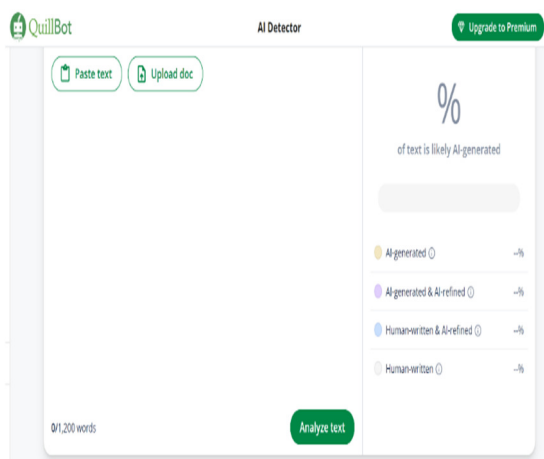 QuillBot
AI Detector
Upgrade to Premium
Paste text
Upload doc
%
of text is likely AI-generated
AI-generated --%
AI-generated & AI-refined --%
Human-written & AI-refined --%
Human-written --%
0/1,200 words
Analyze text